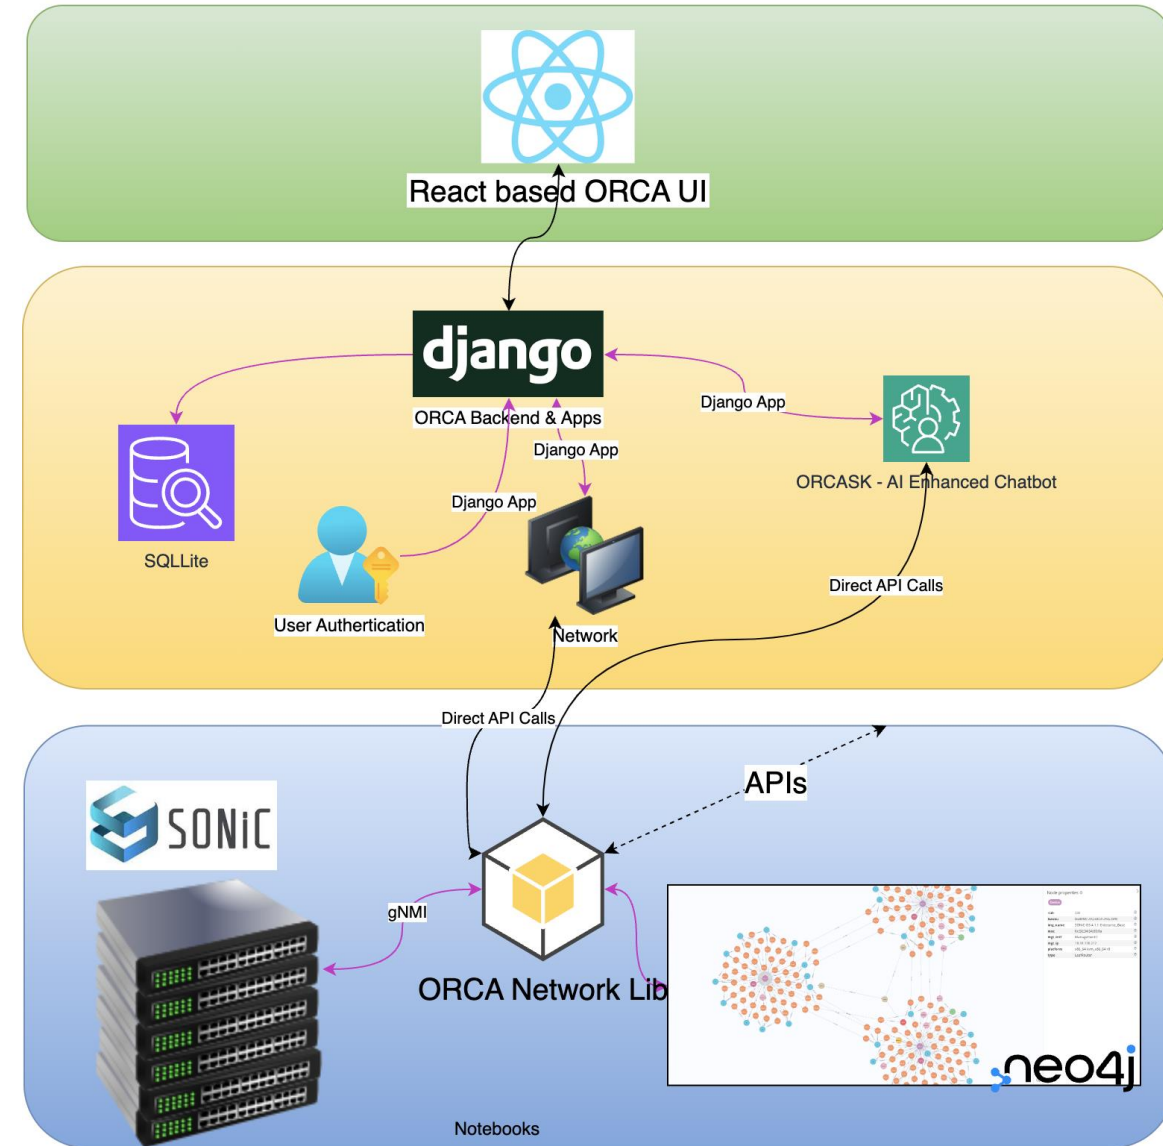 React based ORCA UI
django
ORCA Backend & Apps
Django App
Django App
Django App
SQLLite
User Authertication
Network
ORCASK - AI Enhanced Chatbot
Direct API Calls
Direct API Calls
APIs
SONiC
gNMI
ORCA Network Lib
neo4j
Notebooks